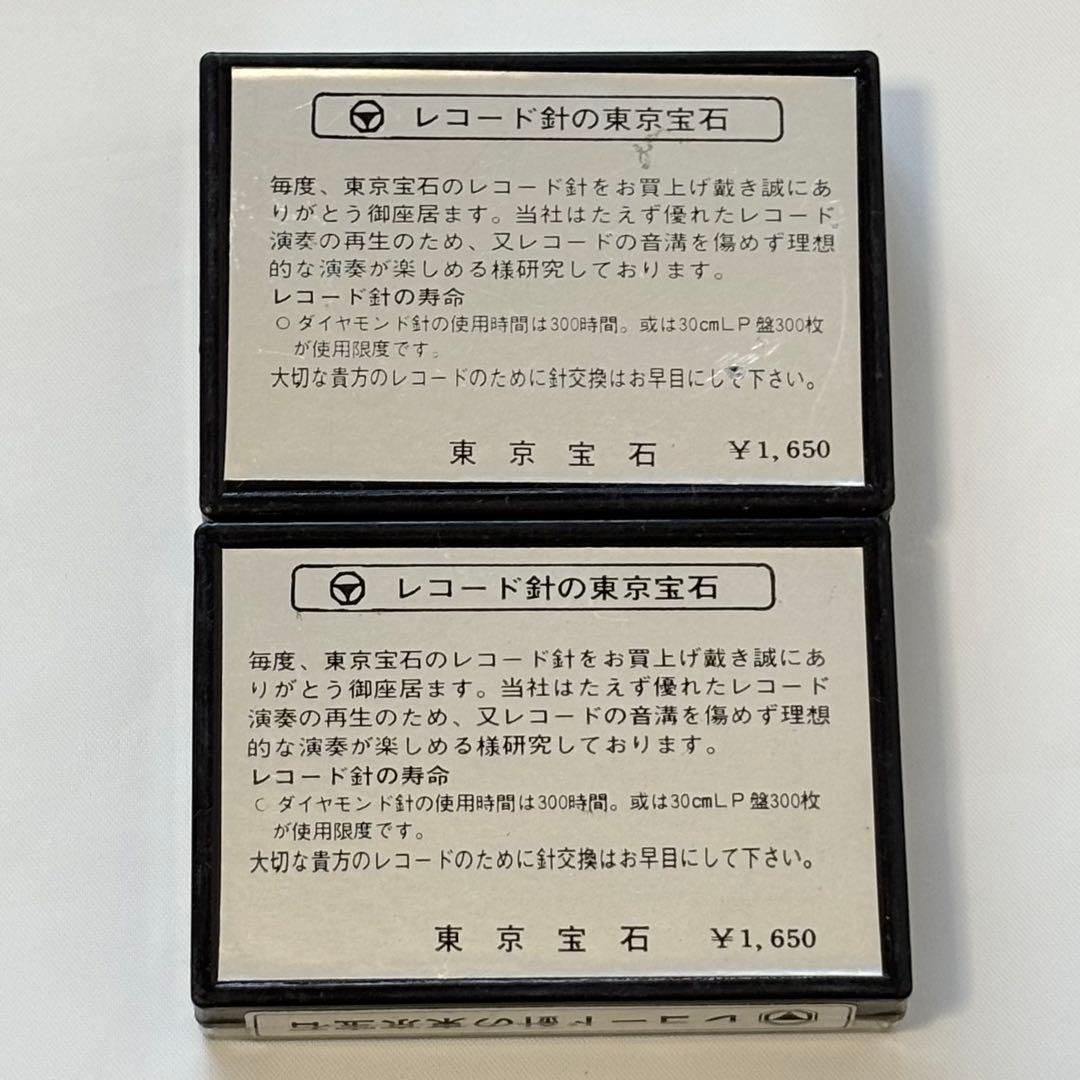 レコード針の東京宝石
毎度、東京宝石のレコード針をお買上げ戴き誠にあ
りがとう御座居ます。当社はたえず優れたレコード
演奏の再生のため、又レコードの音溝を傷めず理想
的な演奏が楽しめる様研究しております。
レコード針の寿命
○ダイヤモンド針の使用時間は300時間。或は30cmLP盤300枚
が使用限度です。
大切な貴方のレコードのために針交換はお早目にして下さい。
東京宝石 ¥1,650
レコード針の東京宝石
毎度、東京宝石のレコード針をお買上げ戴き誠にあ
りがとう御座居ます。当社はたえず優れたレコード
演奏の再生のため、又レコードの音溝を傷めず理想
的な演奏が楽しめる様研究しております。
レコード針の寿命
○ダイヤモンド針の使用時間は300時間。或は30cmLP盤300枚
が使用限度です。
大切な貴方のレコードのために針交換はお早目にして下さい。
東京宝石 ¥1,650
レコード針の東京宝石